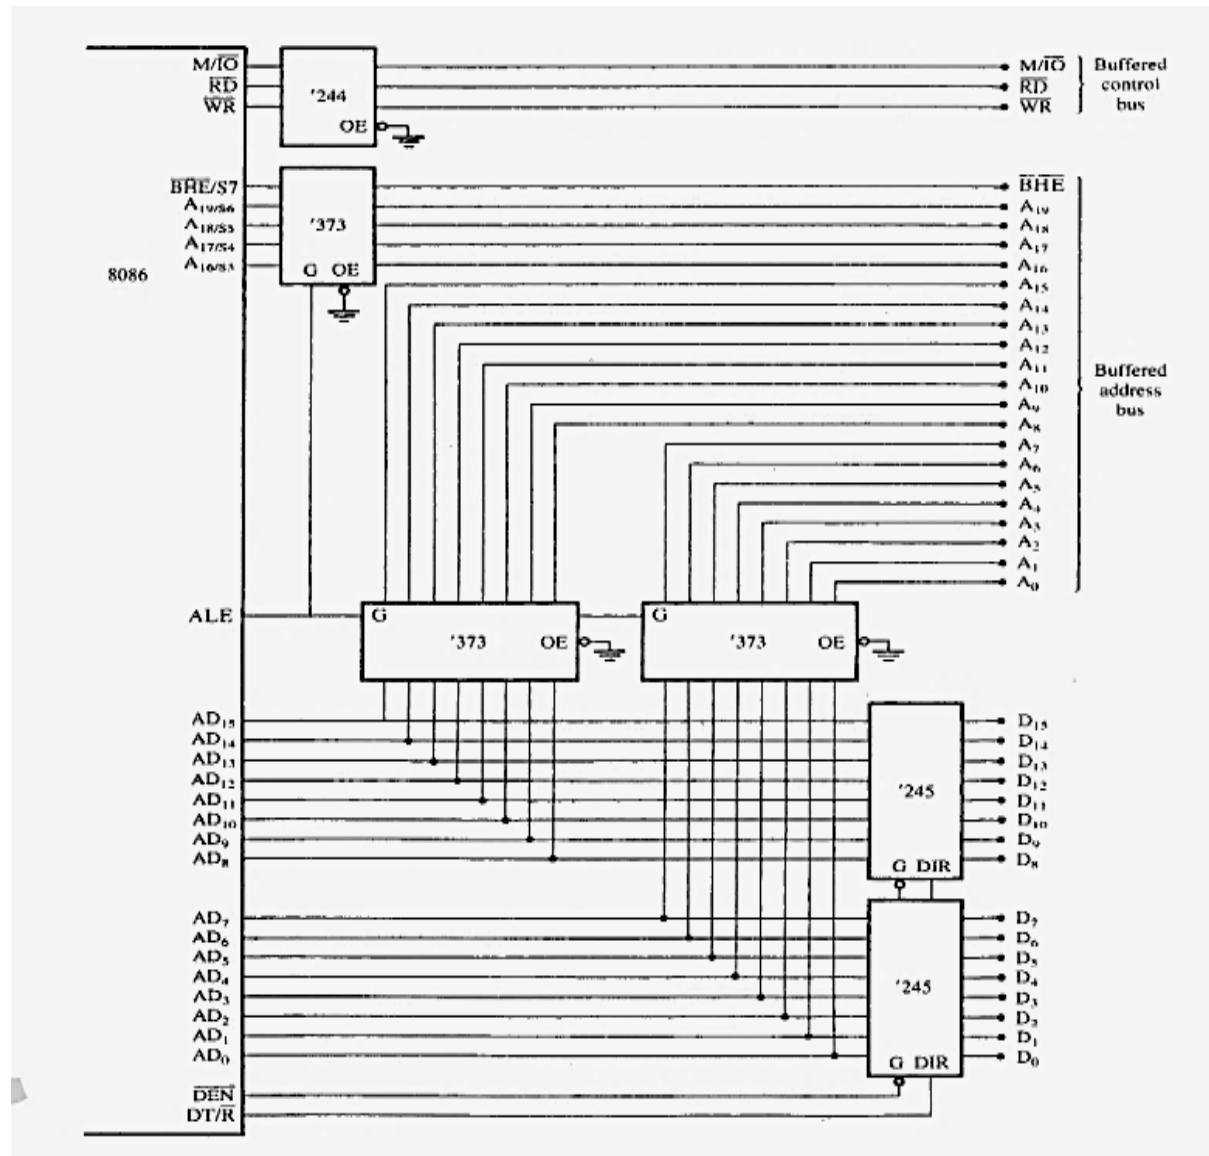 M/IO '244 M/IO Buffered
RD RD control
WR WR bus
OE
BHE/S7 '373 BHE
A19/S6 A19
A18/S5 A18
A17/S4 A17
A16/S3 A16
8086 G OE
A15
A14
A13
A12
A11 Buffered
A10 address
A9 bus
A8
A7
A6
A5
A4
A3
A2
A1
A0
ALE G '373 OE G '373 OE
AD15 D15
AD14 D14
AD13 D13
AD12 '245 D12
AD11 D11
AD10 D10
AD9 D9
AD8 D8
G DIR
AD7 D7
AD6 D6
AD5 D5
AD4 '245 D4
AD3 D3
AD2 D2
AD1 D1
AD0 D0
G DIR
DEN
DT/R